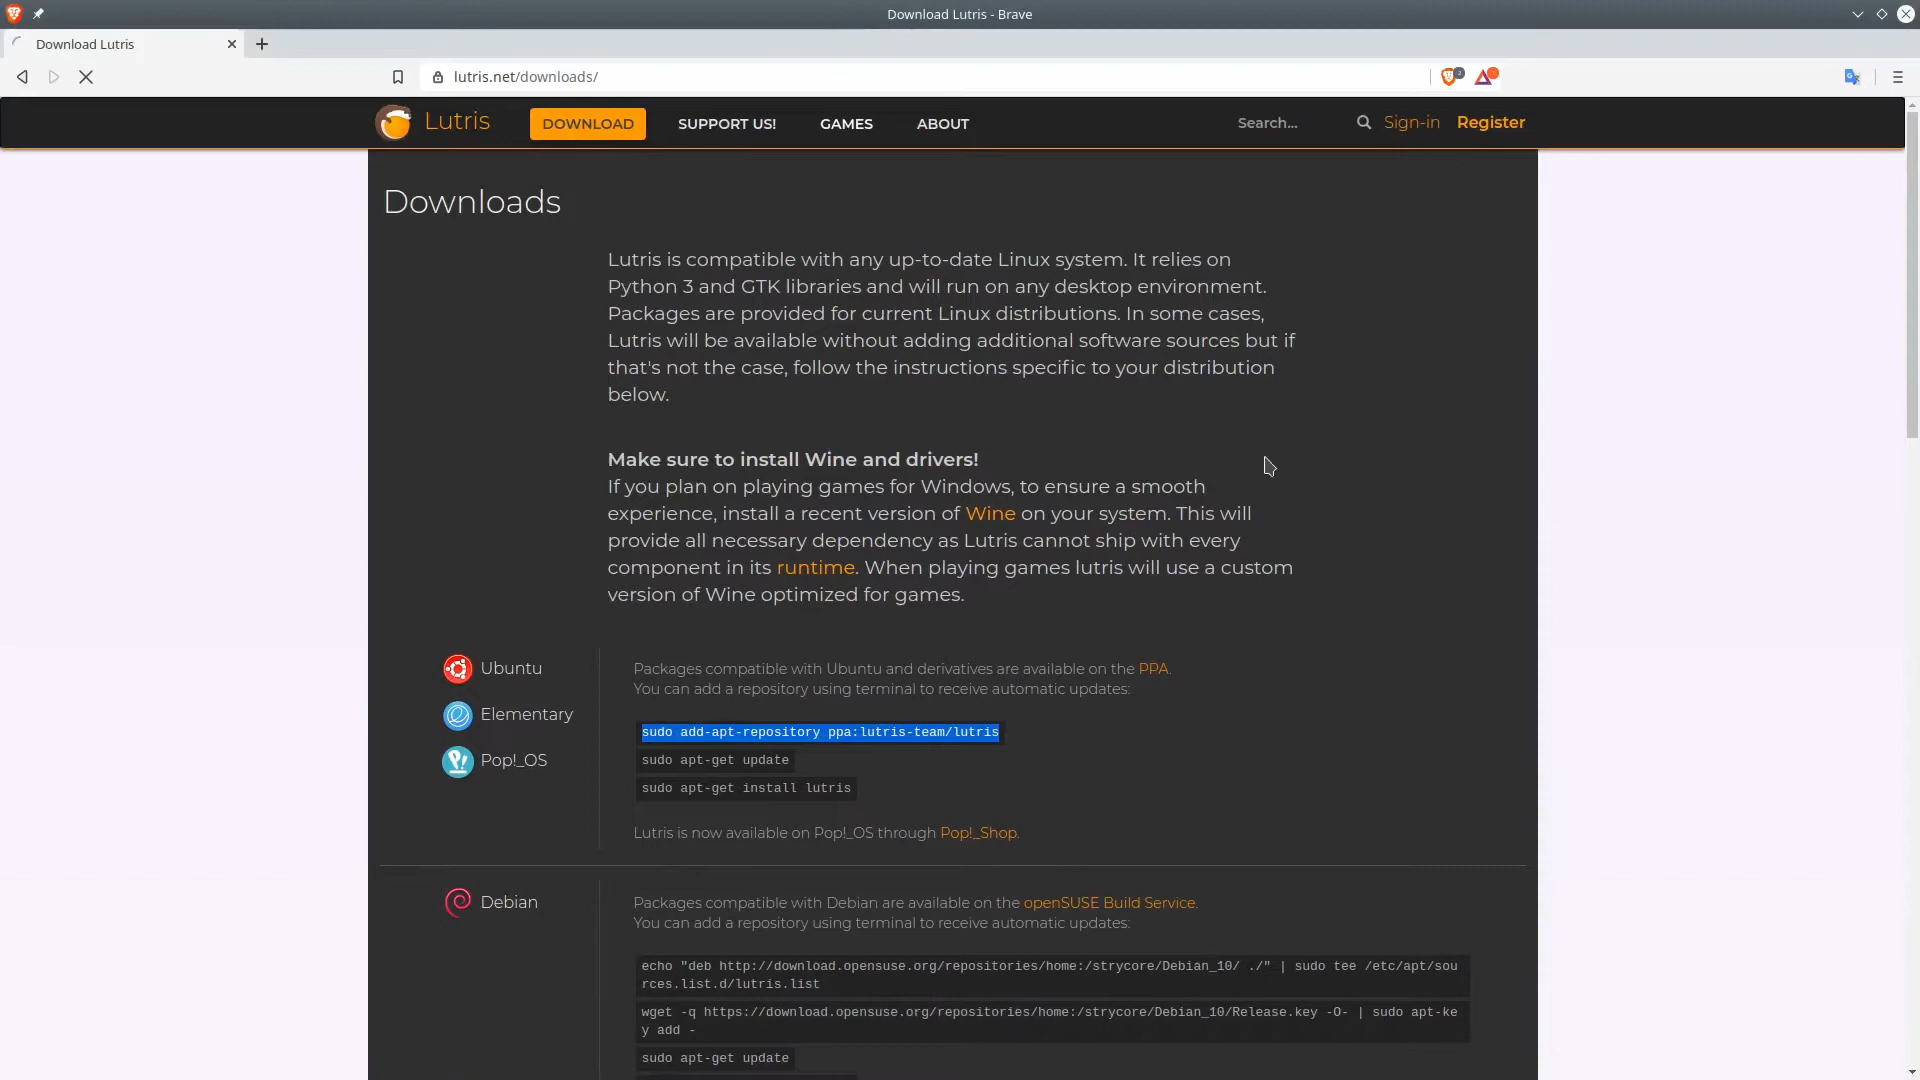 Download Lutris - Brave
Download Lutris
lutris.net/downloads/
Lutris
DOWNLOAD
SUPPORT US!
GAMES
ABOUT
Search...
Sign-in
Register
Downloads
Lutris is compatible with any up-to-date Linux system. It relies on
Python 3 and GTK libraries and will run on any desktop environment.
Packages are provided for current Linux distributions. In some cases,
Lutris will be available without adding additional software sources but if
that's not the case, follow the instructions specific to your distribution
below.
Make sure to install Wine and drivers!
If you plan on playing games for Windows, to ensure a smooth
experience, install a recent version of Wine on your system. This will
provide all necessary dependency as Lutris cannot ship with every
component in its runtime. When playing games lutris will use a custom
version of Wine optimized for games.
Ubuntu
Elementary
Pop!_OS
Packages compatible with Ubuntu and derivatives are available on the PPA.
You can add a repository using terminal to receive automatic updates:
sudo add-apt-repository ppa:lutris-team/lutris
sudo apt-get update
sudo apt-get install lutris
Lutris is now available on Pop!_OS through Pop!_Shop.
Debian
Packages compatible with Debian are available on the openSUSE Build Service.
You can add a repository using terminal to receive automatic updates:
echo "deb http://download.opensuse.org/repositories/home:/strycore/Debian_10/ ./" | sudo tee /etc/apt/sou
rces.list.d/lutris.list
wget -q https://download.opensuse.org/repositories/home:/strycore/Debian_10/Release.key -O- | sudo apt-ke
y add -
sudo apt-get update